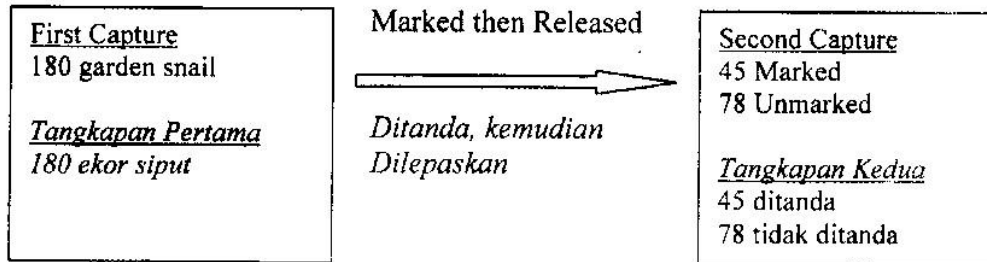 First Capture
180 garden snail
Tangkapan Pertama
180 ekor siput
Marked then Released
Ditanda, kemudian
Dilepaskan
Second Capture
45 Marked
78 Unmarked
Tangkapan Kedua
45 ditanda
78 tidak ditanda